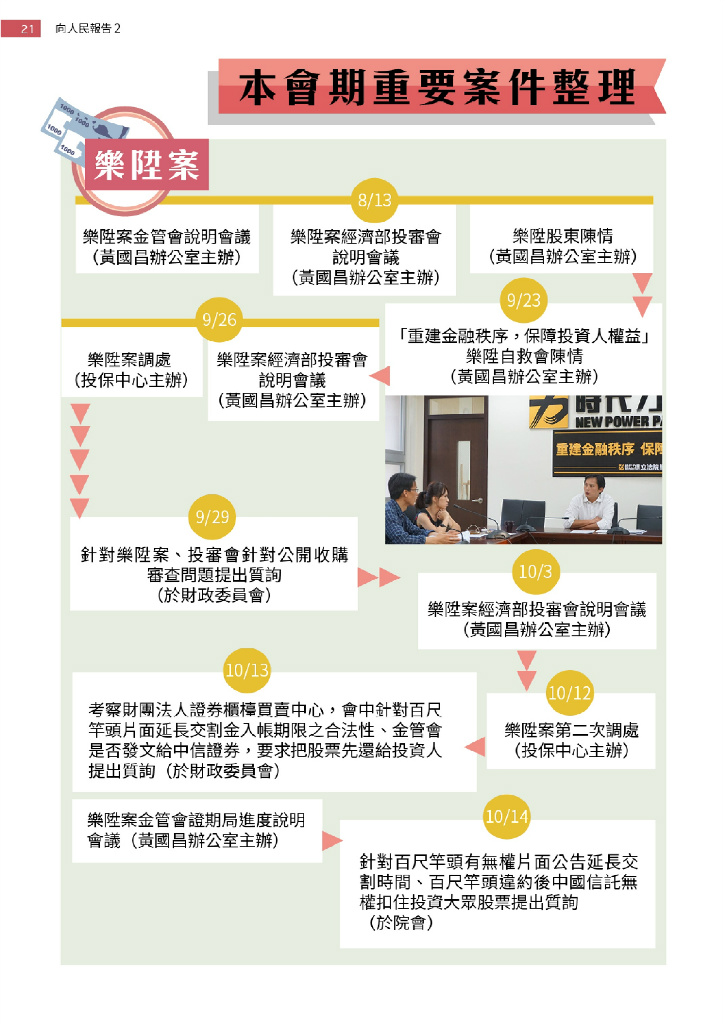 21 向人民報告2
本會期重要案件整理
1000
1000
1000
1000
樂陞案
8/13
樂陞案金管會說明會議
（黃國昌辦公室主辦）
樂陞案經濟部投審會
說明會議
（黃國昌辦公室主辦）
樂陞股東陳情
（黃國昌辦公室主辦）
9/23
「重建金融秩序，保障投資人權益」
樂陞自救會陳情
（黃國昌辦公室主辦）
9/26
樂陞案調處
（投保中心主辦）
樂陞案經濟部投審會
說明會議
（黃國昌辦公室主辦）
時代力
NEW POWER PA
重建金融秩序 保
9/29
針對樂陞案、投審會針對公開收購
審查問題提出質詢
（於財政委員會）
10/3
樂陞案經濟部投審會說明會議
（黃國昌辦公室主辦）
10/12
樂陞案第二次調處
（投保中心主辦）
10/13
考察財團法人證券櫃檯買賣中心，會中針對百尺
竿頭片面延長交割金入帳期限之合法性、金管會
是否發文給中信證券，要求把股票先還給投資人
提出質詢（於財政委員會）
樂陞案金管會證期局進度說明
會議（黃國昌辦公室主辦）
10/14
針對百尺竿頭有無權片面公告延長交
割時間、百尺竿頭違約後中國信託無
權扣住投資大眾股票提出質詢
（於院會）